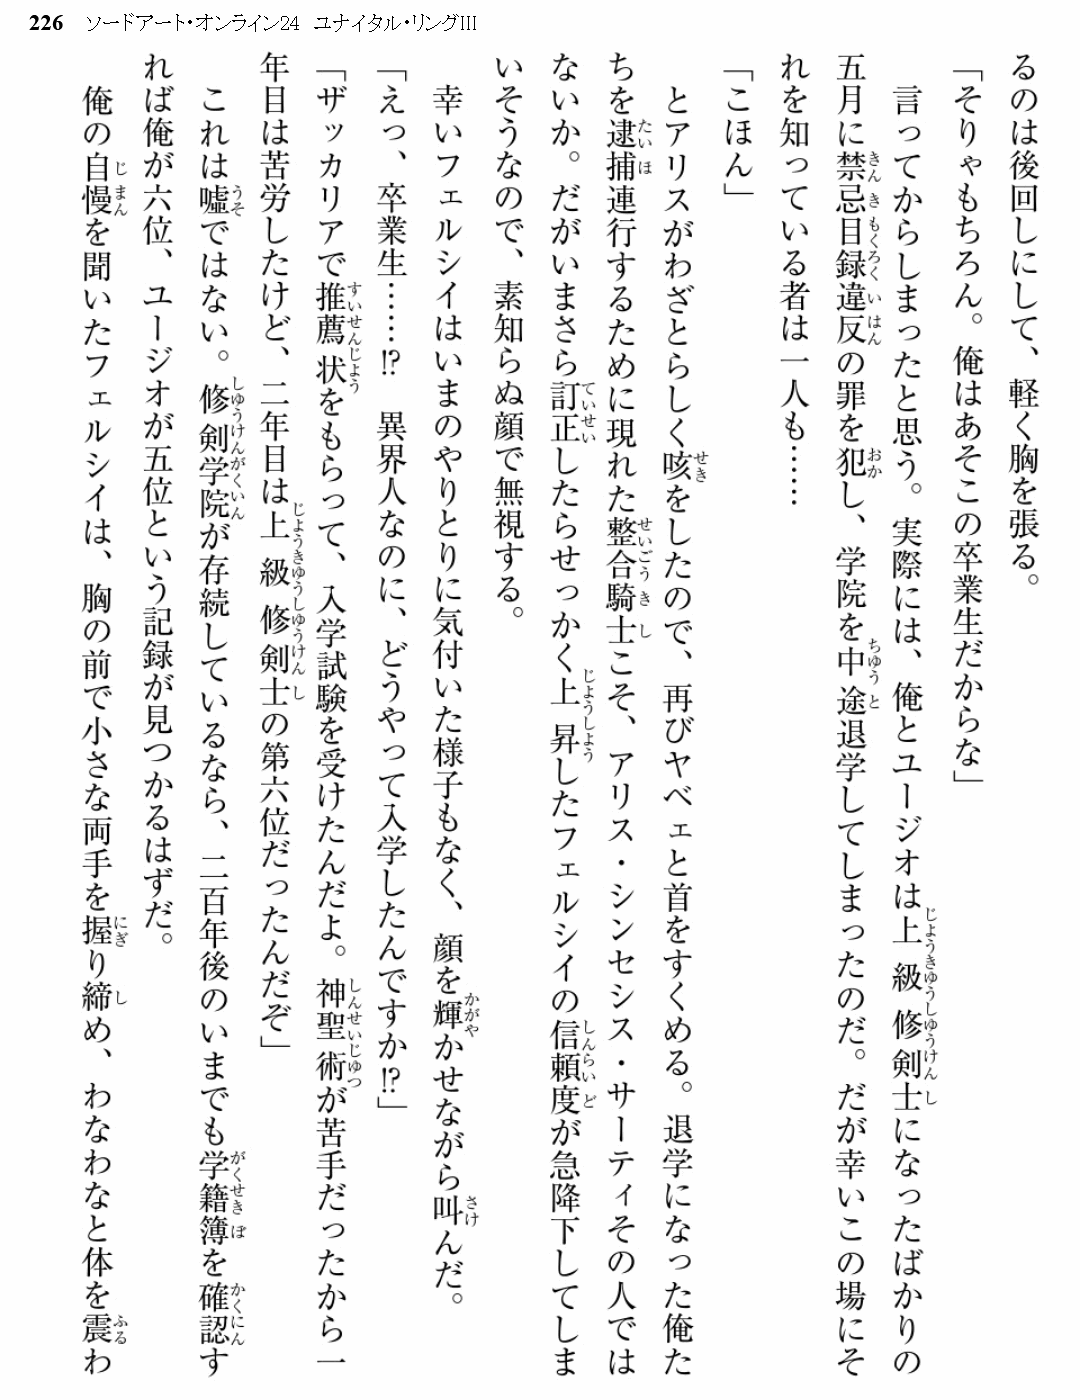 226 ソードアート・オンライン24 ユナイタル・リングIII
るのは後回しにして、軽く胸を張る。
「そりゃもちろん。俺はあそこの卒業生だからな」
言ってからしまったと思う。実際には、俺とユージオは上級修剣士になったばかりの
五月に禁忌目録違反の罪を犯し、学院を中途退学してしまったのだ。だが幸いこの場にそ
れを知っている者は一人も……
「こほん」
とアリスがわざとらしく咳をしたので、再びヤベェと首をすくめる。退学になった俺た
ちを逮捕連行するために現れた整合騎士こそ、アリス・シンセシス・サーティその人では
ないか。だがいまさら訂正したらせっかく上昇したフェルシイの信頼度が急降下してしま
いそうなので、素知らぬ顔で無視する。
幸いフェルシイはいまのやりとりに気付いた様子もなく、顔を輝かせながら叫んだ。
「えっ、卒業生……⁉ 異界人なのに、どうやって入学したんですか⁉」
「ザッカリアで推薦状をもらって、入学試験を受けたんだよ。神聖術が苦手だったから一
年目は苦労したけど、二年目は上級修剣士の第六位だったんだぞ」
これは嘘ではない。修剣学院が存続しているなら、二百年後のいまでも学籍簿を確認す
れば俺が六位、ユージオが五位という記録が見つかるはずだ。
俺の自慢を聞いたフェルシイは、胸の前で小さな両手を握り締め、わなわなと体を震わ